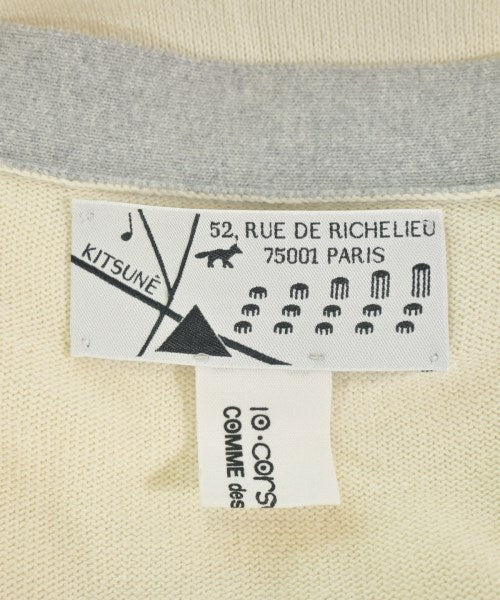 52, RUE DE RICHELIEU
75001 PARIS
KITSUNÉ
10·corso
COMME des